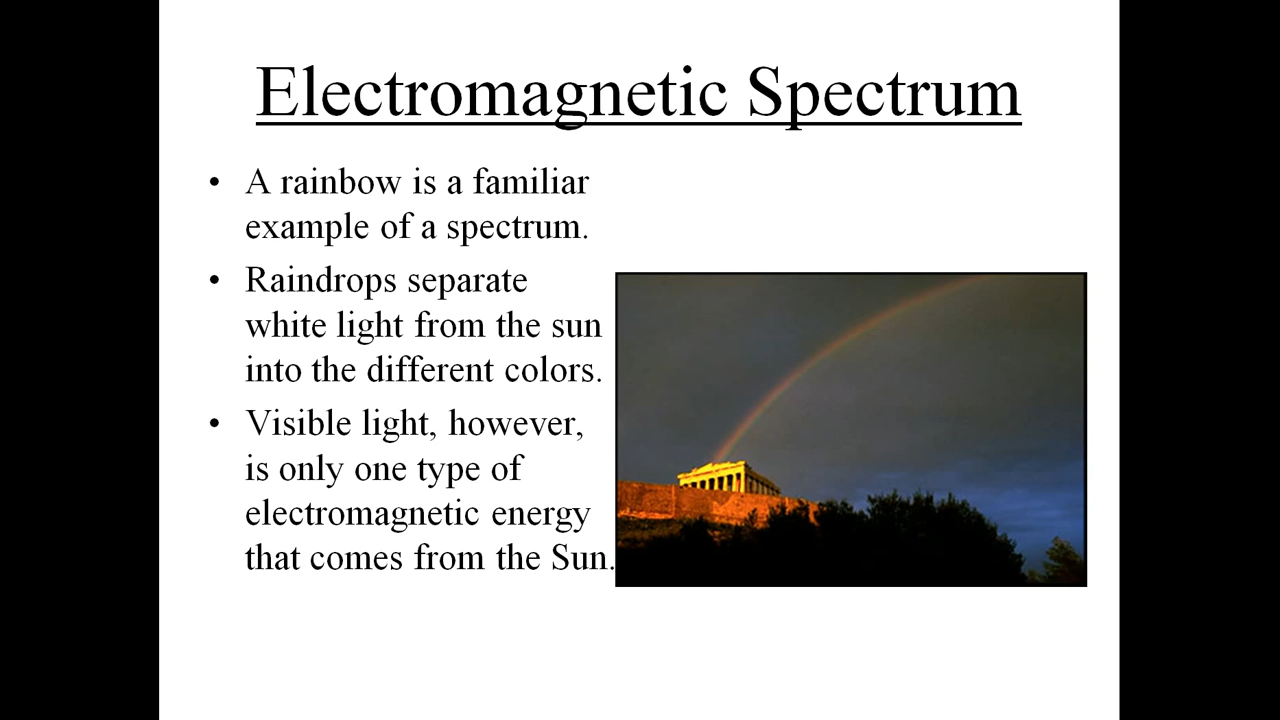 Electromagnetic Spectrum
• A rainbow is a familiar
example of a spectrum.
• Raindrops separate
white light from the sun
into the different colors.
• Visible light, however,
is only one type of
electromagnetic energy
that comes from the Sun.